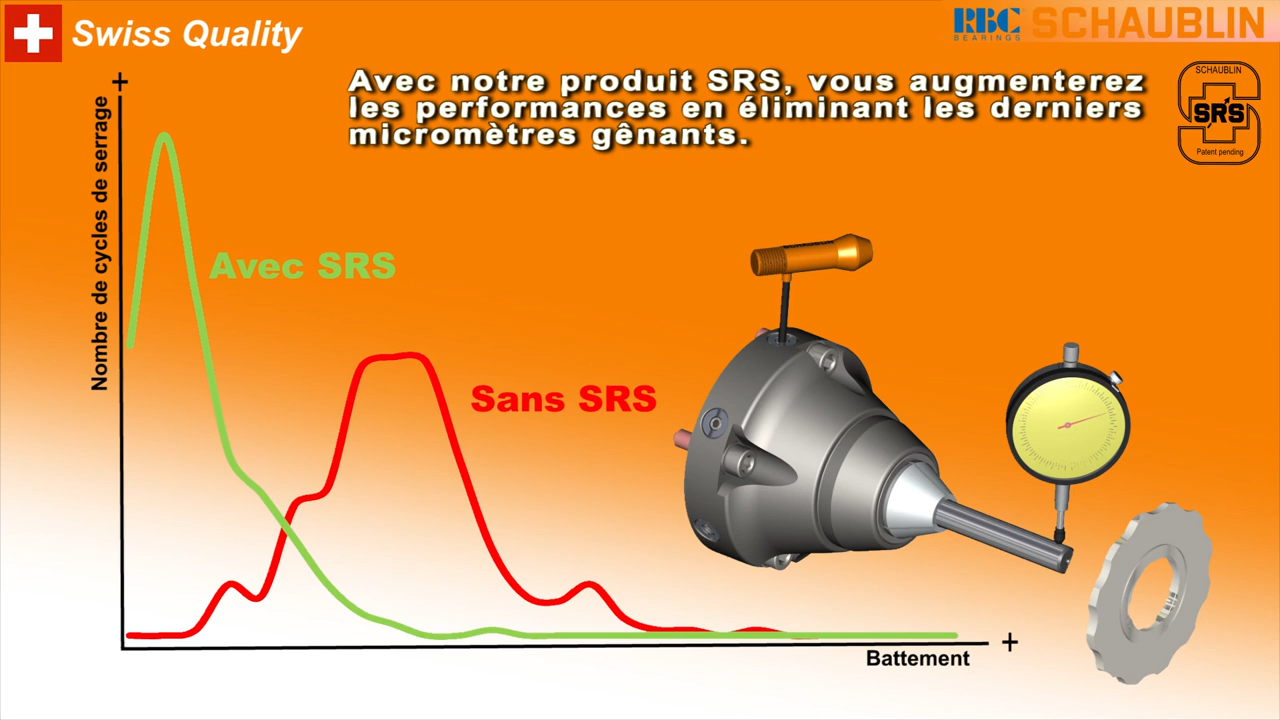 Swiss Quality
RBC
BEARINGS
SCHAUBLIN
Avec notre produit SRS, vous augmenterez
les performances en éliminant les derniers
micromètres gênants.
SCHAUBLIN
SRS
Patent pending
+
Nombre de cycles de serrage
Avec SRS
Sans SRS
+
Battement